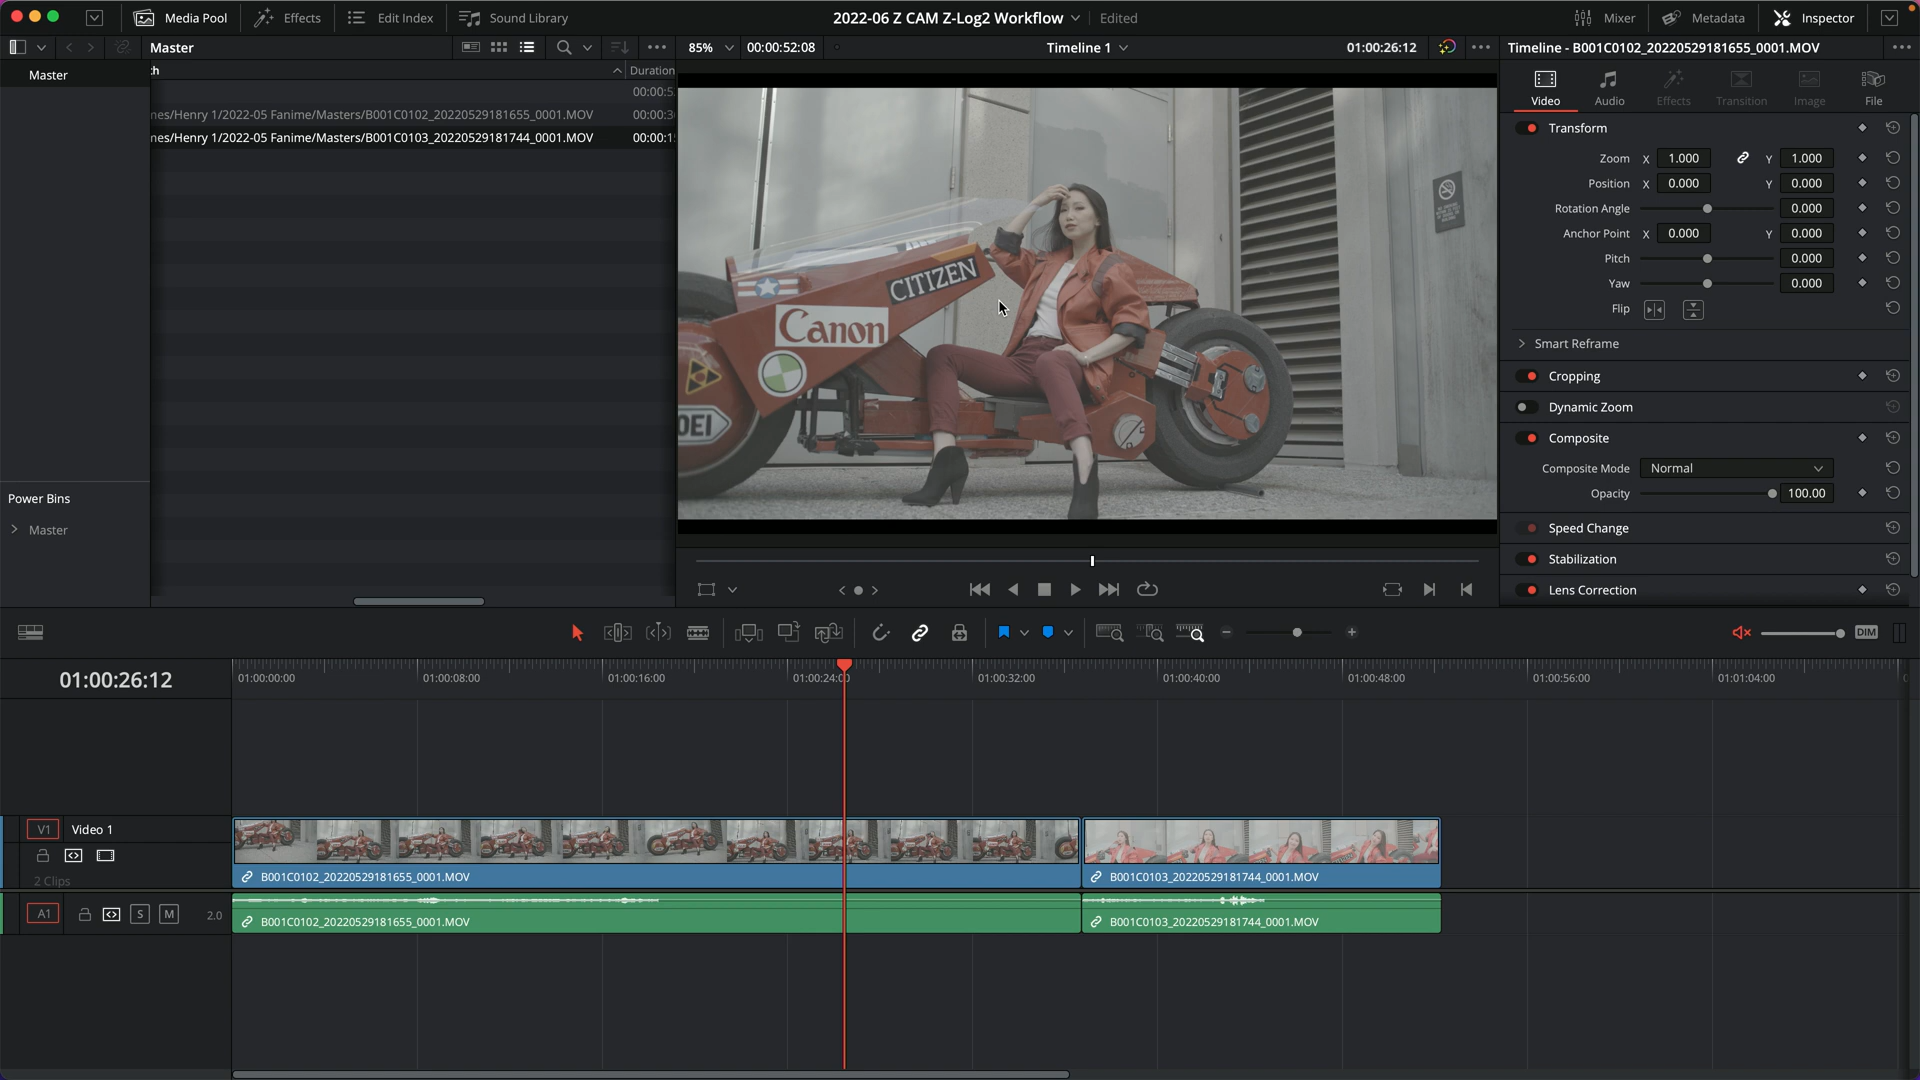 Media Pool
Effects
Edit Index
Sound Library
2022-06 Z CAM Z-Log2 Workflow
Edited
Mixer
Metadata
Inspector
Master
85%
00:00:52:08
Timeline 1
01:00:26:12
Timeline - B001C0102_20220529181655_0001.MOV
Master
Duration
00:00:5
nes/Henry 1/2022-05 Fanime/Masters/B001C0102_20220529181655_0001.MOV
00:00:3
nes/Henry 1/2022-05 Fanime/Masters/B001C0103_20220529181744_0001.MOV
00:00:1
Power Bins
Master
CITIZEN
Canon
Video
Audio
Effects
Transition
Image
File
Transform
Zoom X 1.000 Y 1.000
Position X 0.000 Y 0.000
Rotation Angle 0.000
Anchor Point X 0.000 Y 0.000
Pitch 0.000
Yaw 0.000
Flip
Smart Reframe
Cropping
Dynamic Zoom
Composite
Composite Mode Normal
Opacity 100.00
Speed Change
Stabilization
Lens Correction
DIM
01:00:26:12
01:00:00:00
01:00:08:00
01:00:16:00
01:00:24:00
01:00:32:00
01:00:40:00
01:00:48:00
01:00:56:00
01:01:04:00
V1 Video 1
2 Clips
B001C0102_20220529181655_0001.MOV
B001C0103_20220529181744_0001.MOV
A1 S M 2.0
B001C0102_20220529181655_0001.MOV
B001C0103_20220529181744_0001.MOV